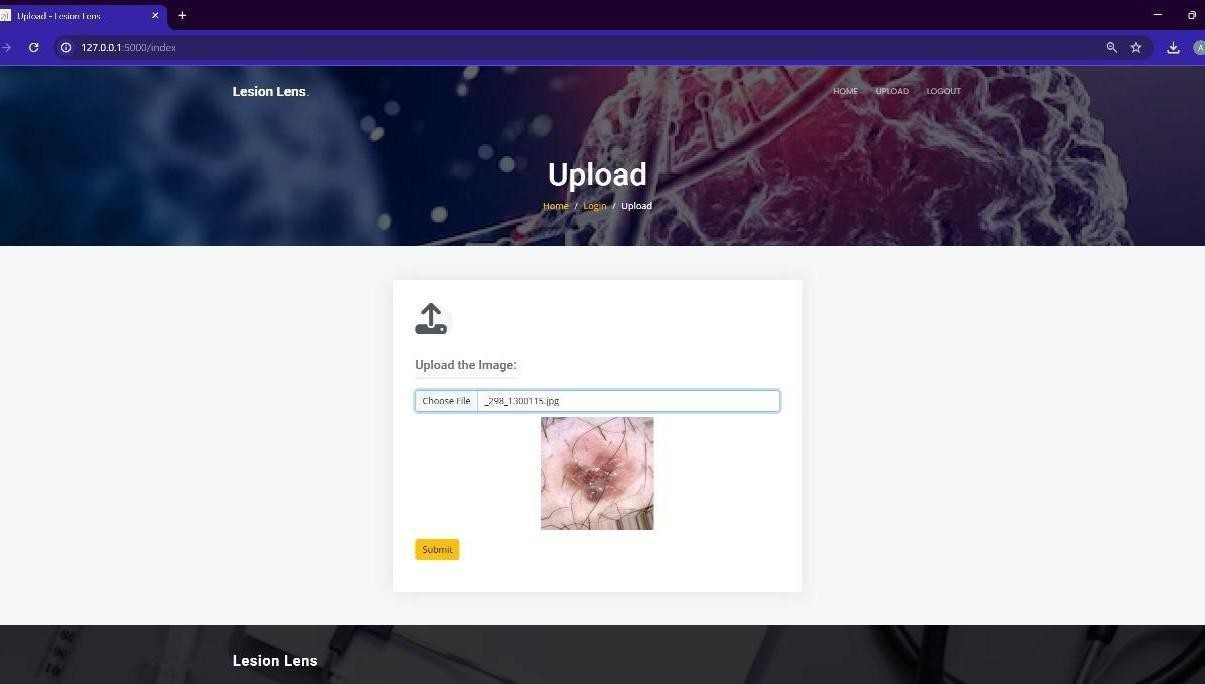 Upload - Lesion Lens
127.0.0.1:5000/index
A
Lesion Lens.
HOME UPLOAD LOGOUT
Upload
Home / Login / Upload
Upload the Image:
Choose File _298_1300115.jpg
Submit
Lesion Lens